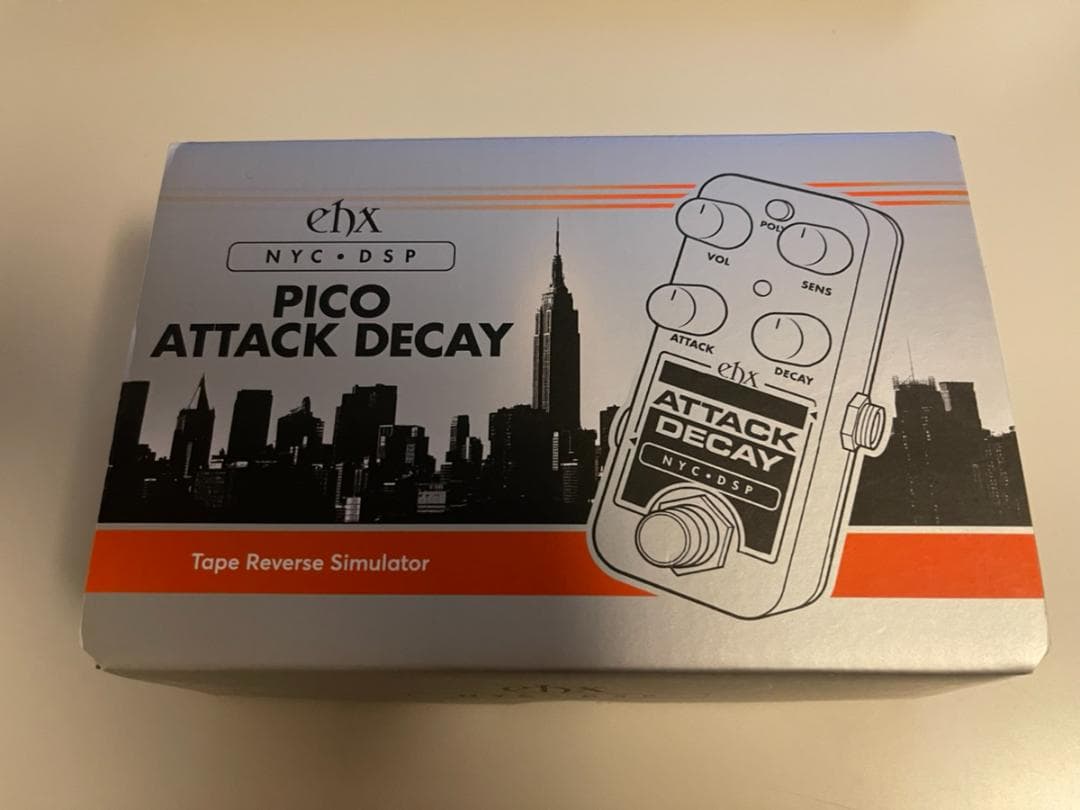 ehx
NYC•DSP
PICO
ATTACK DECAY
Tape Reverse Simulator
POLY
VOL
SENS
ATTACK
DECAY
ehx
ATTACK
DECAY
NYC•DSP
ehx